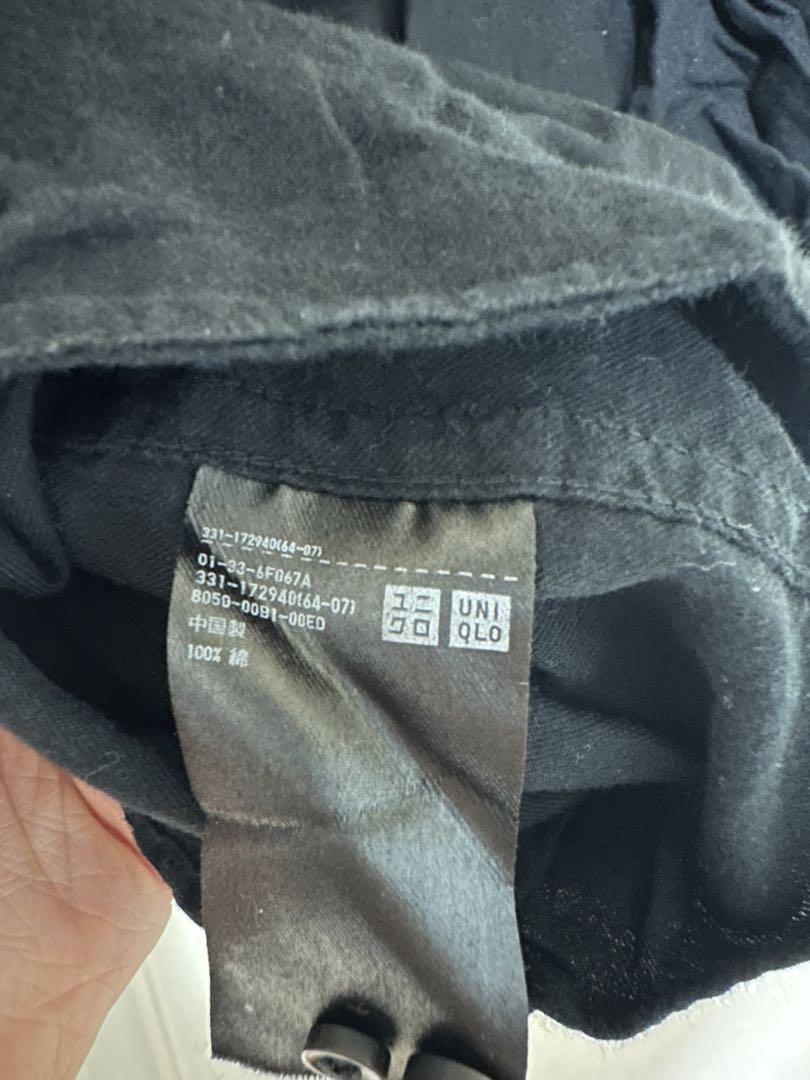 331-172940(64-07)
01-33-6F067A
331-172940(64-07)
8050-00B1-00ED
中国製
100% 綿
ユニ
クロ
UNI
QLO